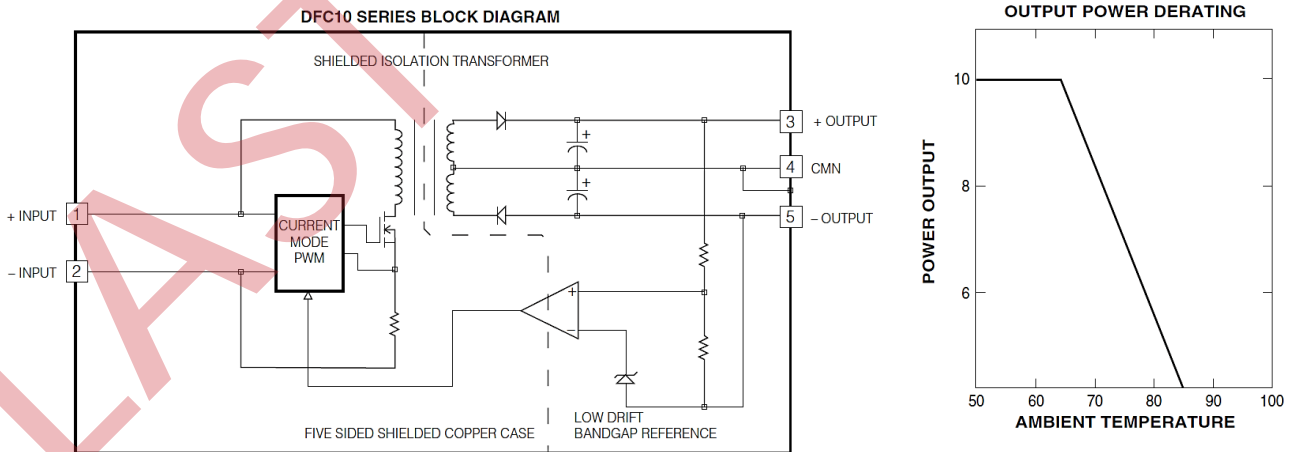 DFC10 SERIES BLOCK DIAGRAM
SHIELDED ISOLATION TRANSFORMER
3 + OUTPUT
4 CMN
+ INPUT 1
5 – OUTPUT
CURRENT
MODE
PWM
– INPUT 2
+
+
+
–
LOW DRIFT
FIVE SIDED SHIELDED COPPER CASE
BANDGAP REFERENCE
LAST
OUTPUT POWER DERATING
10
8
6
POWER OUTPUT
50 60 70 80 90 100
AMBIENT TEMPERATURE